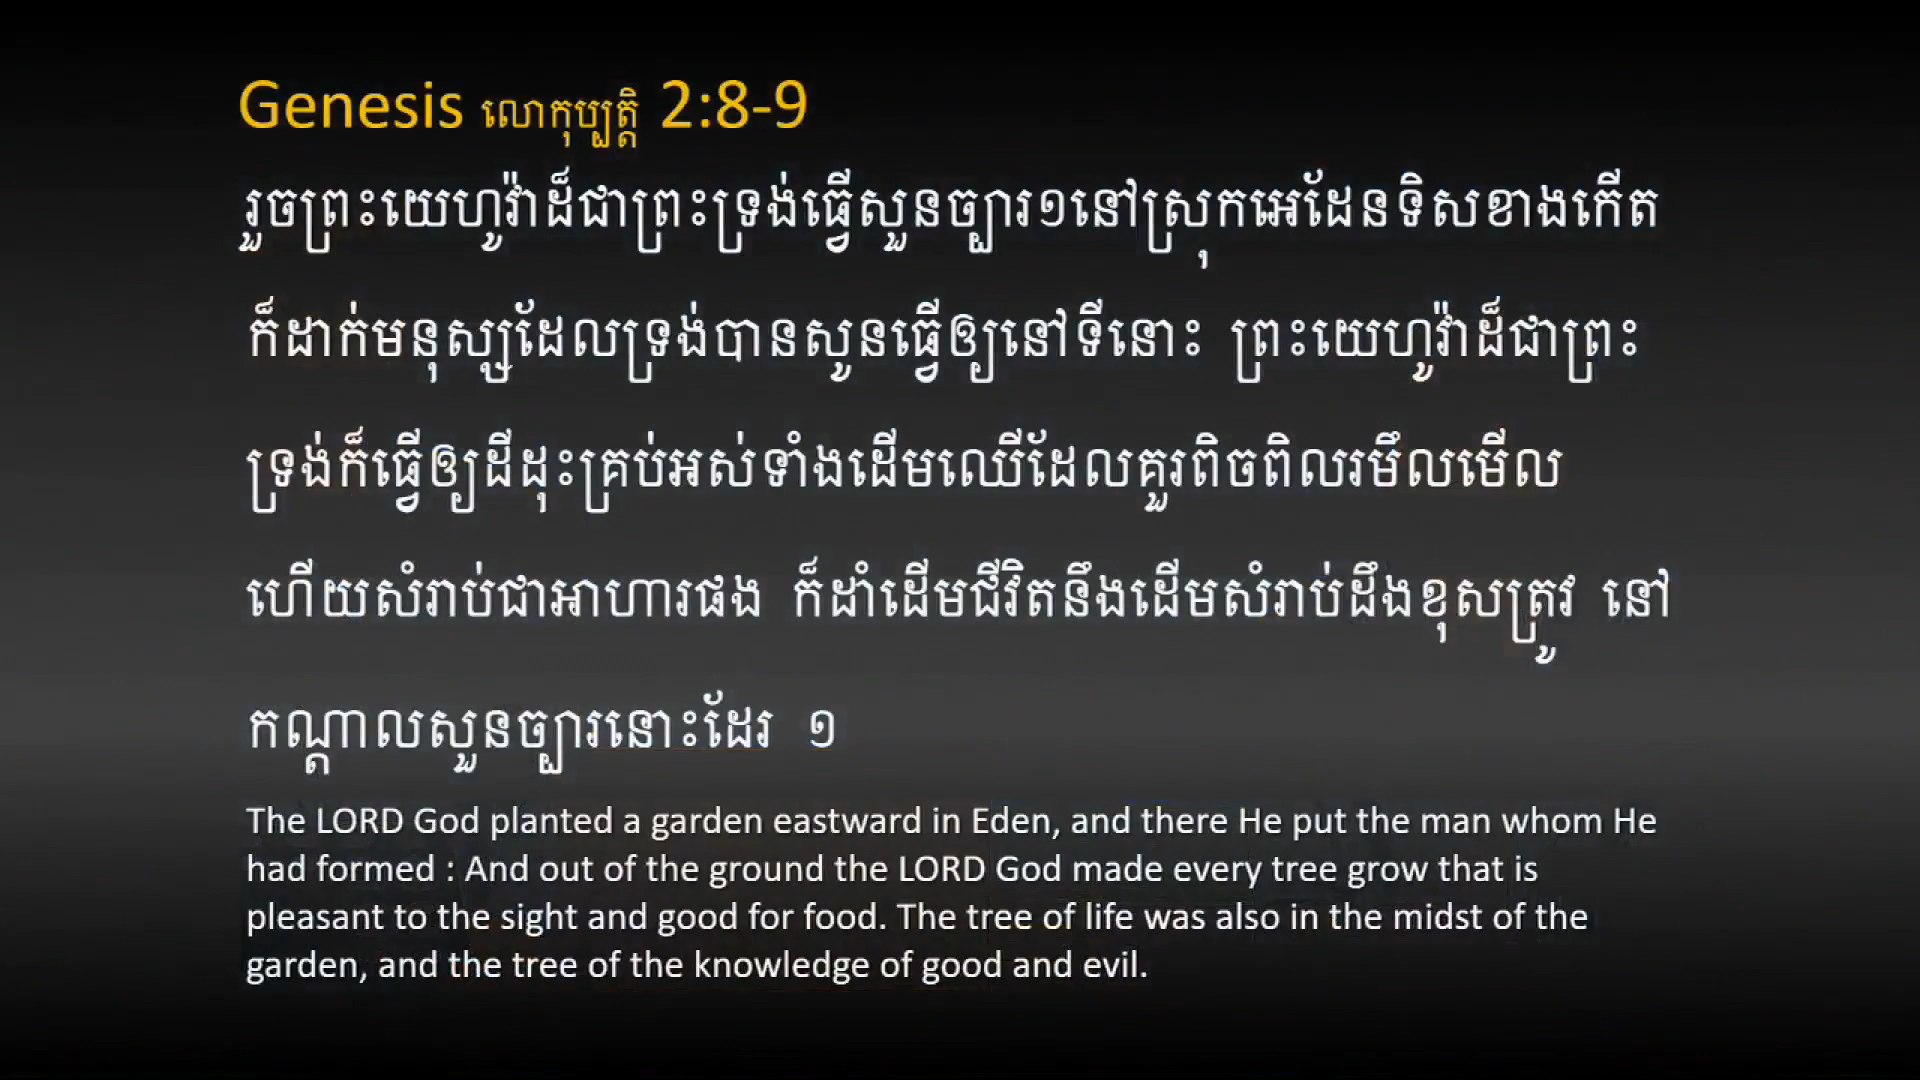 Genesis លោកុប្បត្តិ 2:8-9
រួចព្រះយេហូវ៉ាដ៏ជាព្រះទ្រង់ធ្វើសួនច្បារ១នៅស្រុកអេដែនទិសខាងកើត
ក៏ដាក់មនុស្សដែលទ្រង់បានសូនធ្វើឲ្យនៅទីនោះ ព្រះយេហូវ៉ាដ៏ជាព្រះ
ទ្រង់ក៏ធ្វើឲ្យដីដុះគ្រប់អស់ទាំងដើមឈើដែលគួរពិចពិលរមឹលមើល
ហើយសំរាប់ជាអាហារផង ក៏ដាំដើមជីវិតនឹងដើមសំរាប់ដឹងខុសត្រូវ នៅ
កណ្តាលសួនច្បារនោះដែរ ១
The LORD God planted a garden eastward in Eden, and there He put the man whom He
had formed : And out of the ground the LORD God made every tree grow that is
pleasant to the sight and good for food. The tree of life was also in the midst of the
garden, and the tree of the knowledge of good and evil.